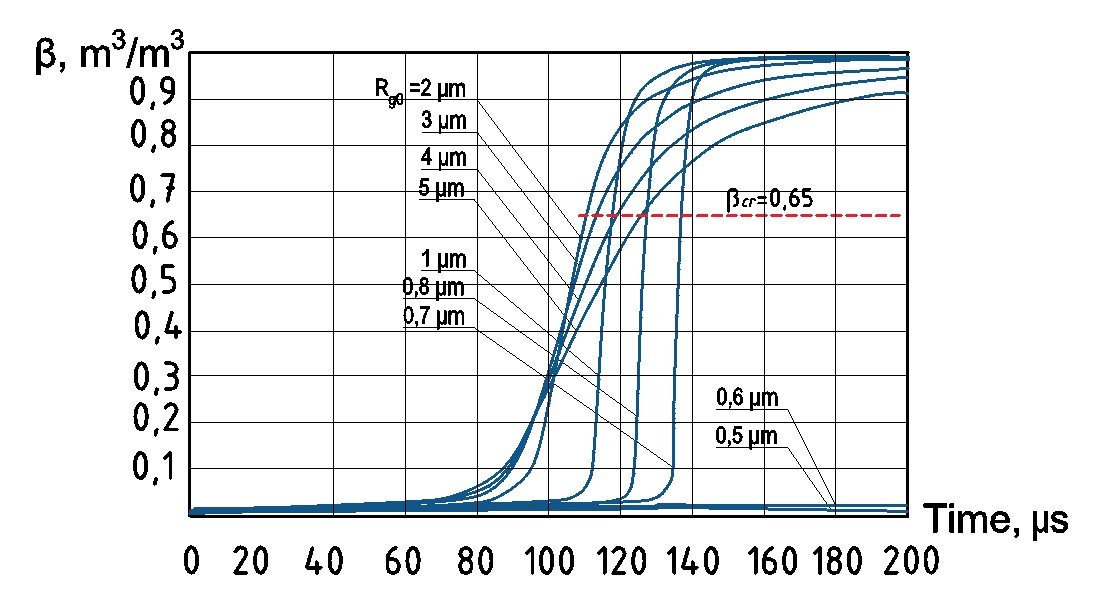 β, m³/m³
0,9
0,8
0,7
0,6
0,5
0,4
0,3
0,2
0,1
Rg0 =2 µm
3 µm
4 µm
5 µm
1 µm
0,8 µm
0,7 µm
βcr=0,65
0,6 µm
0,5 µm
Time, µs
0 20 40 60 80 100 120 140 160 180 200